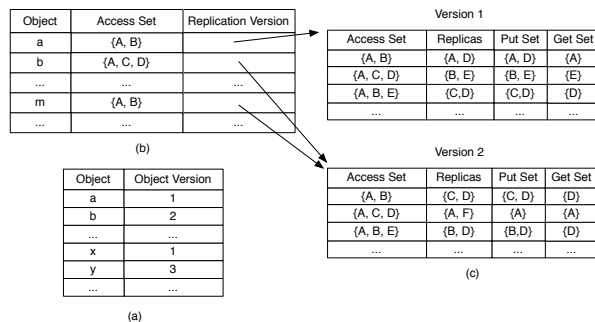 Object Access Set Replication Version
a {A, B}
b {A, C, D}
... ... ...
m {A, B}
... ... ...
(b)
Object Object Version
a 1
b 2
... ...
x 1
y 3
... ...
(a)
Version 1
Access Set Replicas Put Set Get Set
{A, B} {A, D} {A, D} {A}
{A, C, D} {B, E} {B, E} {E}
{A, B, E} {C,D} {C,D} {D}
... ... ... ...
Version 2
Access Set Replicas Put Set Get Set
{A, B} {C, D} {C, D} {D}
{A, C, D} {A, F} {A} {A}
{A, B, E} {B, D} {B,D} {D}
... ... ... ...
(c)